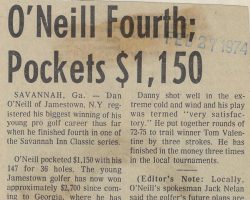 O'Neill Fourth;
FEB 27 1974
Pockets $1,150
SAVANNAH, Ga. — Dan
O'Neill of Jamestown, N.Y reg-
istered his biggest winning of his
young pro golf career thus far
when he finished fourth in one of
the Savannah Inn Classic series.
O'Neill pocketed $1,150 with his
147 for 36 holes. The young
Jamestown golfer has now won
approximately $2,700 since com-
ing to Georgia, where he has
Danny shot well in the
extreme cold and wind and his play
was termed "very satisfac-
tory." He put together rounds of
72-75 to trail winner Tom Valen-
tine by three strokes. He has
finished in the money three times
in the local tournaments.
(Editor's Note: Locally,
O'Neill's spokesman Jack Nelan
said the golfer's future plans are